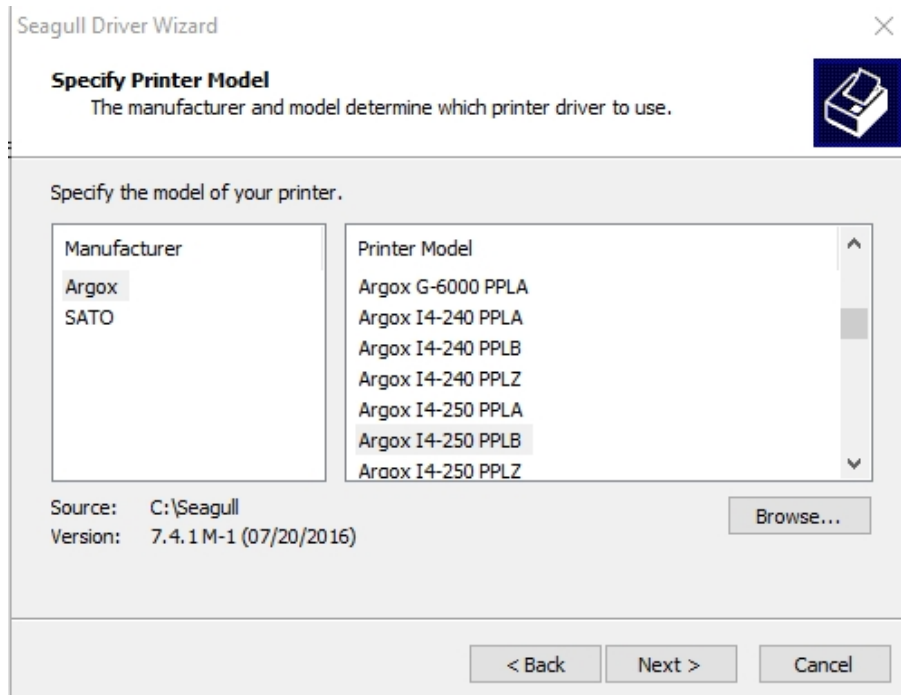 Seagull Driver Wizard
Specify Printer Model
The manufacturer and model determine which printer driver to use.
Specify the model of your printer.
Manufacturer
Argox
SATO
Printer Model
Argox G-6000 PPLA
Argox I4-240 PPLA
Argox I4-240 PPLB
Argox I4-240 PPLZ
Argox I4-250 PPLA
Argox I4-250 PPLB
Argox I4-250 PPLZ
Source: C:\Seagull
Version: 7.4.1 M-1 (07/20/2016)
Browse...
< Back Next > Cancel